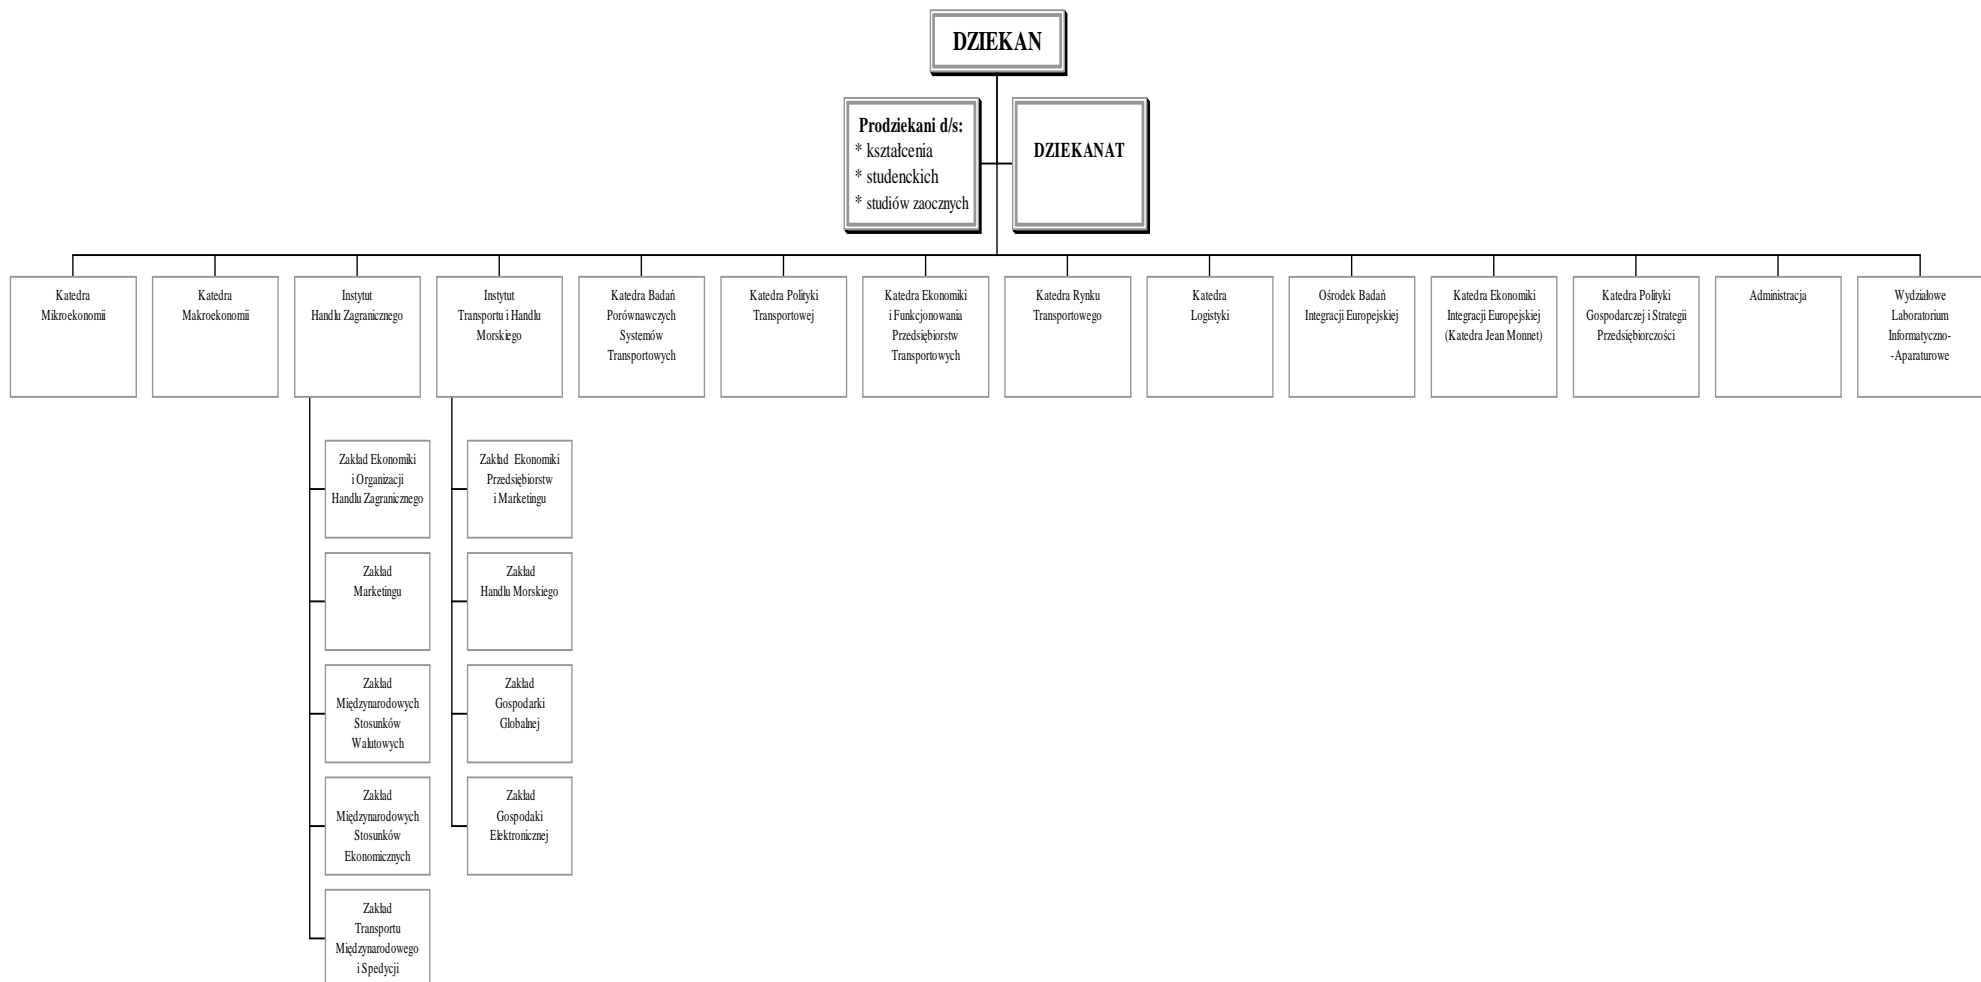 DZIEKAN
Prodziekani d/s:
* kształcenia
* studenckich
* studiów zaocznych
DZIEKANAT
Katedra
Mikroekonomii
Katedra
Makroekonomii
Instytut
Handlu Zagranicznego
Instytut
Transportu i Handlu
Morskiego
Katedra Badań
Porównawczych
Systemów
Transportowych
Katedra Polityki
Transportowej
Katedra Ekonomiki
i Funkcjonowania
Przedsiębiorstw
Transportowych
Katedra Rynku
Transportowego
Katedra
Logistyki
Ośrodek Badań
Integracji Europejskiej
Katedra Ekonomiki
Integracji Europejskiej
(Katedra Jean Monnet)
Katedra Polityki
Gospodarczej i Strategii
Przedsiębiorczości
Administracja
Wydziałowe
Laboratorium
Informatyczno-
-Aparaturowe
Zakład Ekonomiki
i Organizacji
Handlu Zagranicznego
Zakład
Marketingu
Zakład
Międzynarodowych
Stosunków
Walutowych
Zakład
Międzynarodowych
Stosunków
Ekonomicznych
Zakład
Transportu
Międzynarodowego
i Spedycji
Zakład Ekonomiki
Przedsiębiorstw
i Marketingu
Zakład
Handlu Morskiego
Zakład
Gospodarki
Globalnej
Zakład
Gospodaki
Elektronicznej